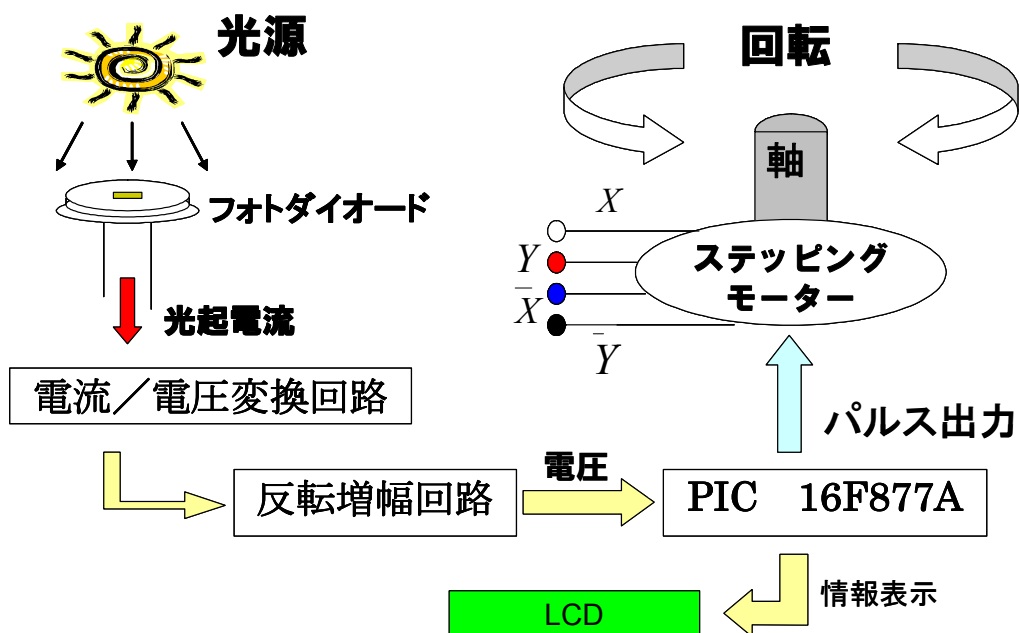 光源
回転
軸
フォトダイオード
X
Y
X̅
Y̅
ステッピング
モーター
光起電流
電流／電圧変換回路
パルス出力
電圧
反転増幅回路
PIC　16F877A
情報表示
LCD